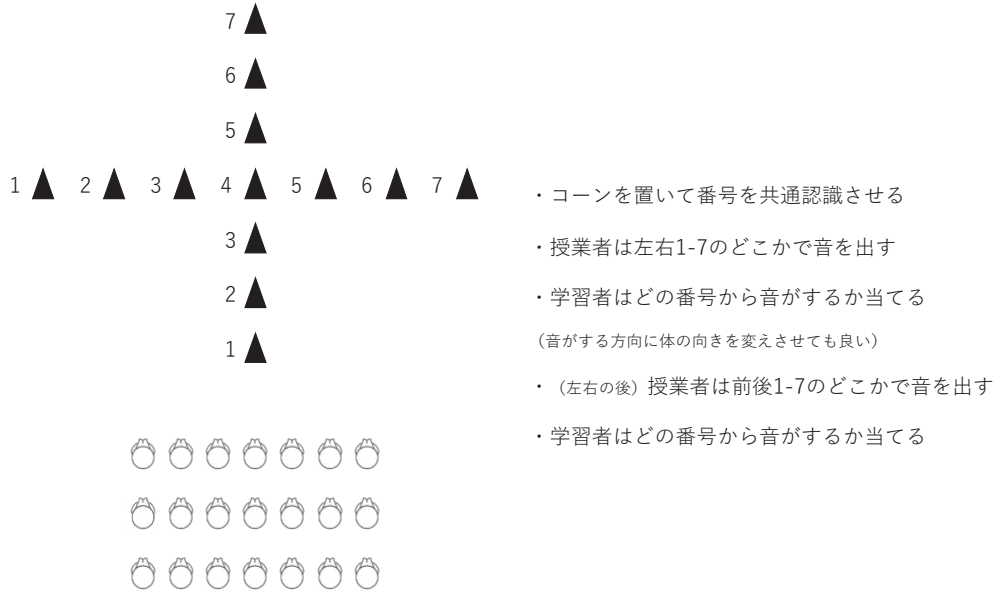 7
6
5
1 2 3 4 5 6 7
3
2
1
・コーンを置いて番号を共通認識させる
・授業者は左右1-7のどこかで音を出す
・学習者はどの番号から音がするか当てる
（音がする方向に体の向きを変えさせても良い）
・（左右の後）授業者は前後1-7のどこかで音を出す
・学習者はどの番号から音がするか当てる